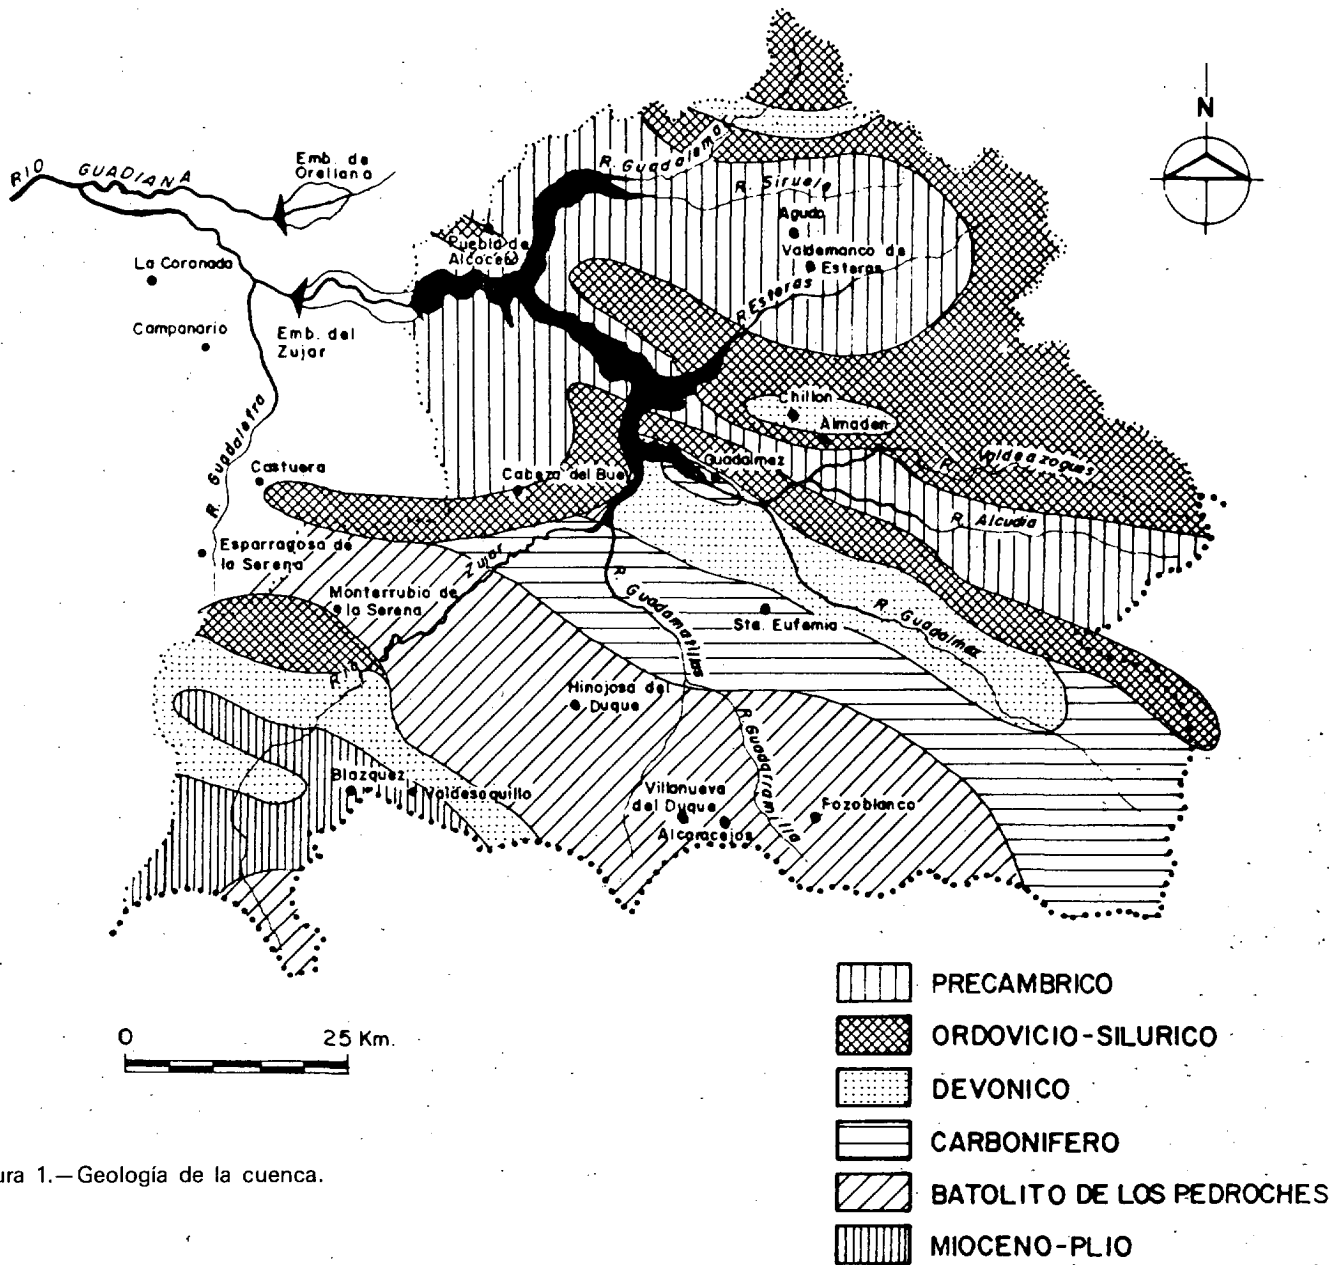 N
RIO GUADIANA
Emb. de
Orellana
R. Guadalema
R. Siruela
Agudo
Puebla de
Alcocer
Valdemanco de
Esteras
La Coronada
R. Esteras
Campanario
Emb. del
Zujar
Chillon
Almaden
R. Guadalefra
Castuera
Cabeza del Buey
Guadalmez
R. Valdeazogues
R. Alcudia
Esparragosa de
la Serena
Zujar
Monterrubio de
la Serena
R. Guadamatillas
Sta. Eufemia
R. Guadalmez
Rio
Hinojosa del
Duque
R. Guadarramilla
Blazquez
Valdesequillo
Villanueva
del Duque
Pozoblanco
Alcaracejos
PRECAMBRICO
ORDOVICIO-SILURICO
0 25 Km.
DEVONICO
CARBONIFERO
ura 1.—Geología de la cuenca.
BATOLITO DE LOS PEDROCHES
MIOCENO-PLIO